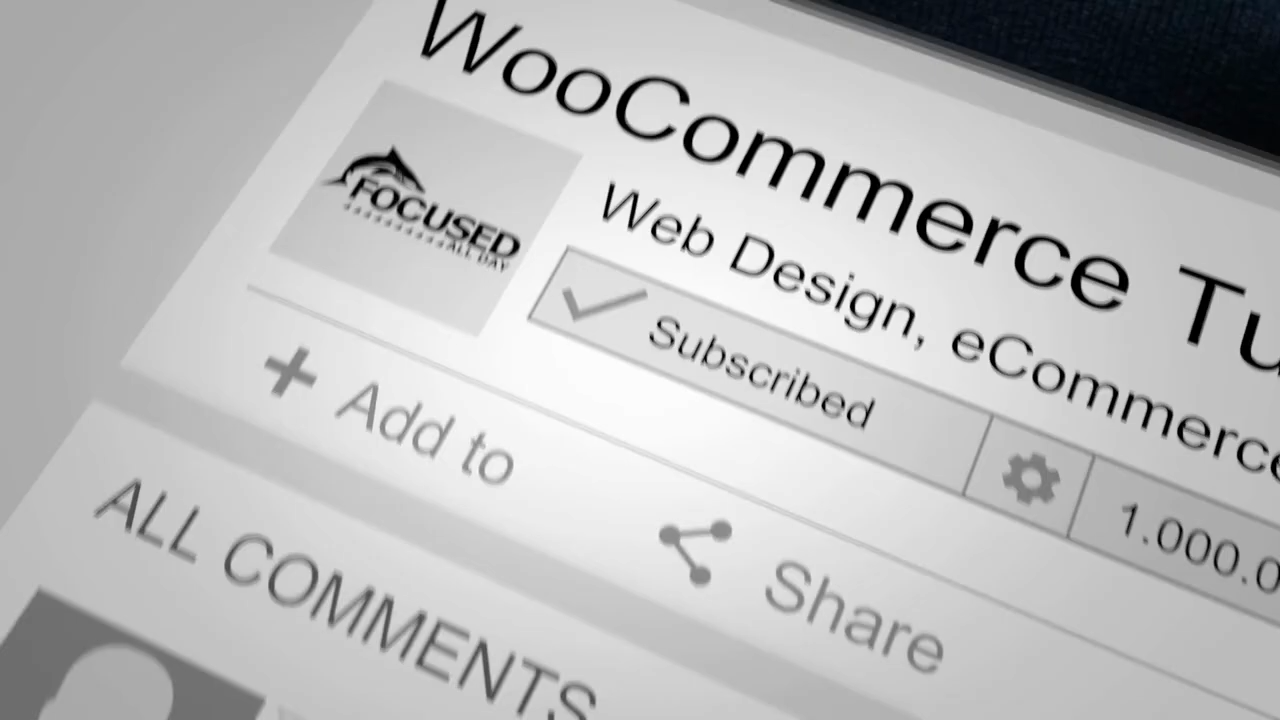 WooCommerce Tu
Web Design, eCommerce
FOCUSED
ALL DAY
Subscribed
1.000.0
Add to
Share
ALL COMMENTS